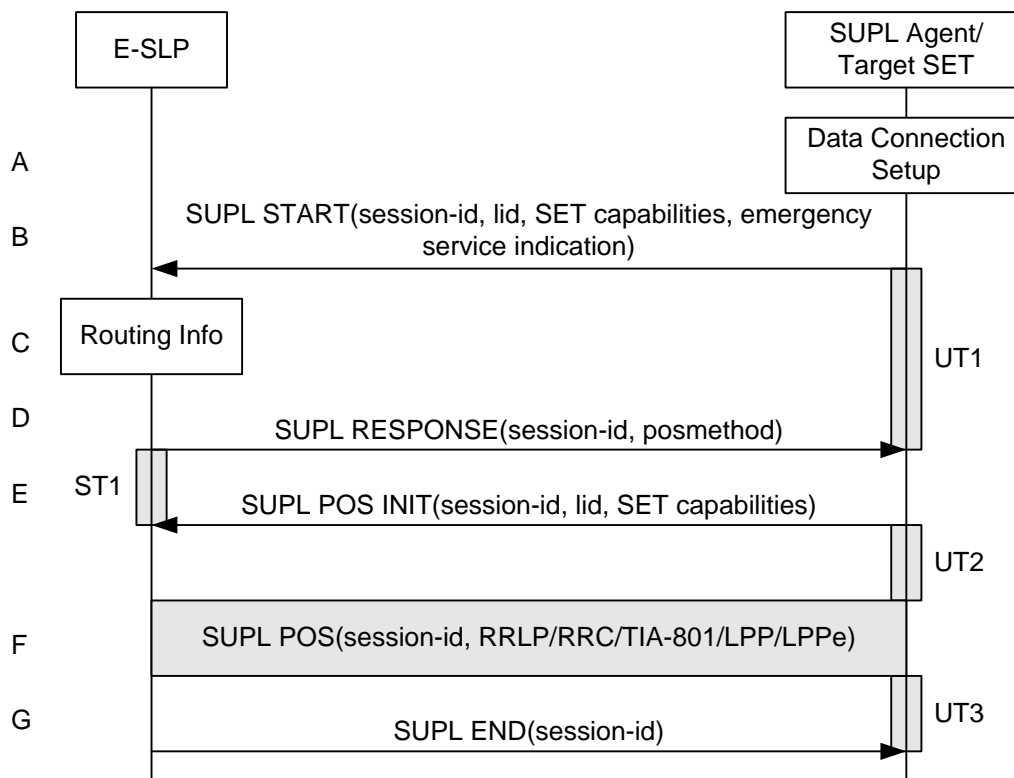 E-SLP
SUPL Agent/
Target SET
A
Data Connection
Setup
B
SUPL START(session-id, lid, SET capabilities, emergency
service indication)
C
Routing Info
UT1
D
SUPL RESPONSE(session-id, posmethod)
E
ST1
SUPL POS INIT(session-id, lid, SET capabilities)
UT2
F
SUPL POS(session-id, RRLP/RRC/TIA-801/LPP/LPPe)
G
SUPL END(session-id)
UT3